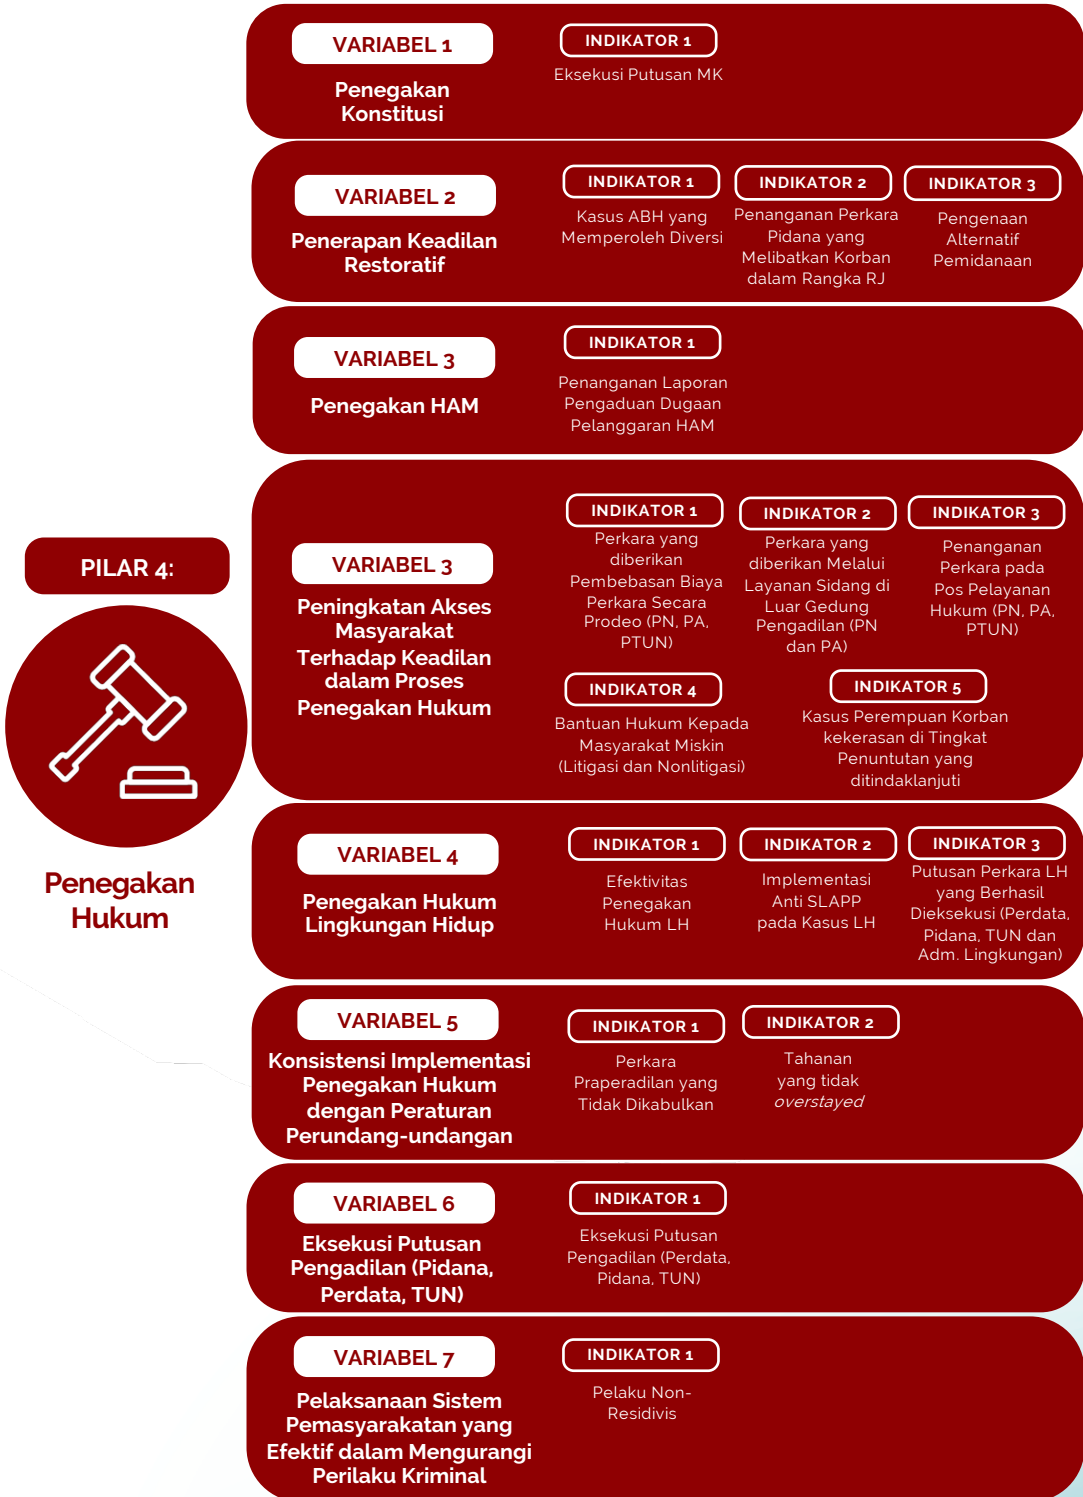 PILAR 4:
Penegakan
Hukum
VARIABEL 1
Penegakan
Konstitusi
INDIKATOR 1
Eksekusi Putusan MK
VARIABEL 2
Penerapan Keadilan
Restoratif
INDIKATOR 1
Kasus ABH yang
Memperoleh Diversi
INDIKATOR 2
Penanganan Perkara
Pidana yang
Melibatkan Korban
dalam Rangka RJ
INDIKATOR 3
Pengenaan
Alternatif
Pemidanaan
VARIABEL 3
Penegakan HAM
INDIKATOR 1
Penanganan Laporan
Pengaduan Dugaan
Pelanggaran HAM
VARIABEL 3
Peningkatan Akses
Masyarakat
Terhadap Keadilan
dalam Proses
Penegakan Hukum
INDIKATOR 1
Perkara yang
diberikan
Pembebasan Biaya
Perkara Secara
Prodeo (PN, PA,
PTUN)
INDIKATOR 2
Perkara yang
diberikan Melalui
Layanan Sidang di
Luar Gedung
Pengadilan (PN
dan PA)
INDIKATOR 3
Penanganan
Perkara pada
Pos Pelayanan
Hukum (PN, PA,
PTUN)
INDIKATOR 4
Bantuan Hukum Kepada
Masyarakat Miskin
(Litigasi dan Nonlitigasi)
INDIKATOR 5
Kasus Perempuan Korban
kekerasan di Tingkat
Penuntutan yang
ditindaklanjuti
VARIABEL 4
Penegakan Hukum
Lingkungan Hidup
INDIKATOR 1
Efektivitas
Penegakan
Hukum LH
INDIKATOR 2
Implementasi
Anti SLAPP
pada Kasus LH
INDIKATOR 3
Putusan Perkara LH
yang Berhasil
Dieksekusi (Perdata,
Pidana, TUN dan
Adm. Lingkungan)
VARIABEL 5
Konsistensi Implementasi
Penegakan Hukum
dengan Peraturan
Perundang-undangan
INDIKATOR 1
Perkara
Praperadilan yang
Tidak Dikabulkan
INDIKATOR 2
Tahanan
yang tidak
overstayed
VARIABEL 6
Eksekusi Putusan
Pengadilan (Pidana,
Perdata, TUN)
INDIKATOR 1
Eksekusi Putusan
Pengadilan (Perdata,
Pidana, TUN)
VARIABEL 7
Pelaksanaan Sistem
Pemasyarakatan yang
Efektif dalam Mengurangi
Perilaku Kriminal
INDIKATOR 1
Pelaku Non-
Residivis